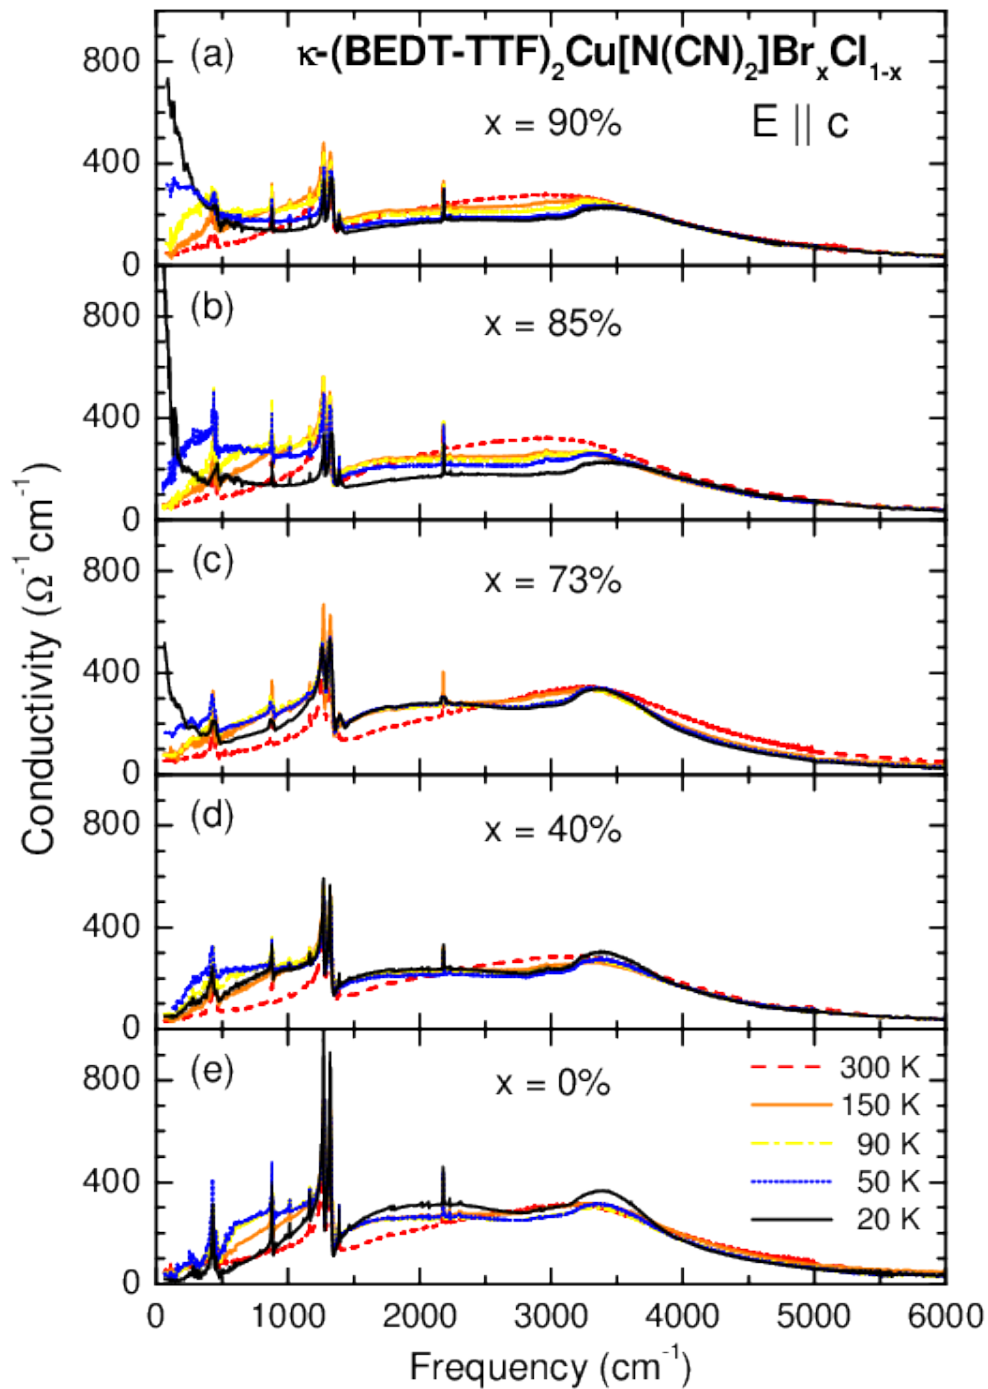 (a) κ-(BEDT-TTF)₂Cu[N(CN)₂]BrₓCl₁₋ₓ
x = 90% E || c
800
400
0
(b)
x = 85%
800
400
0
(c)
x = 73%
800
400
0
(d)
x = 40%
800
400
0
(e)
x = 0%
800
400
0
300 K
150 K
90 K
50 K
20 K
0 1000 2000 3000 4000 5000 6000
Frequency (cm⁻¹)
Conductivity (Ω⁻¹cm⁻¹)